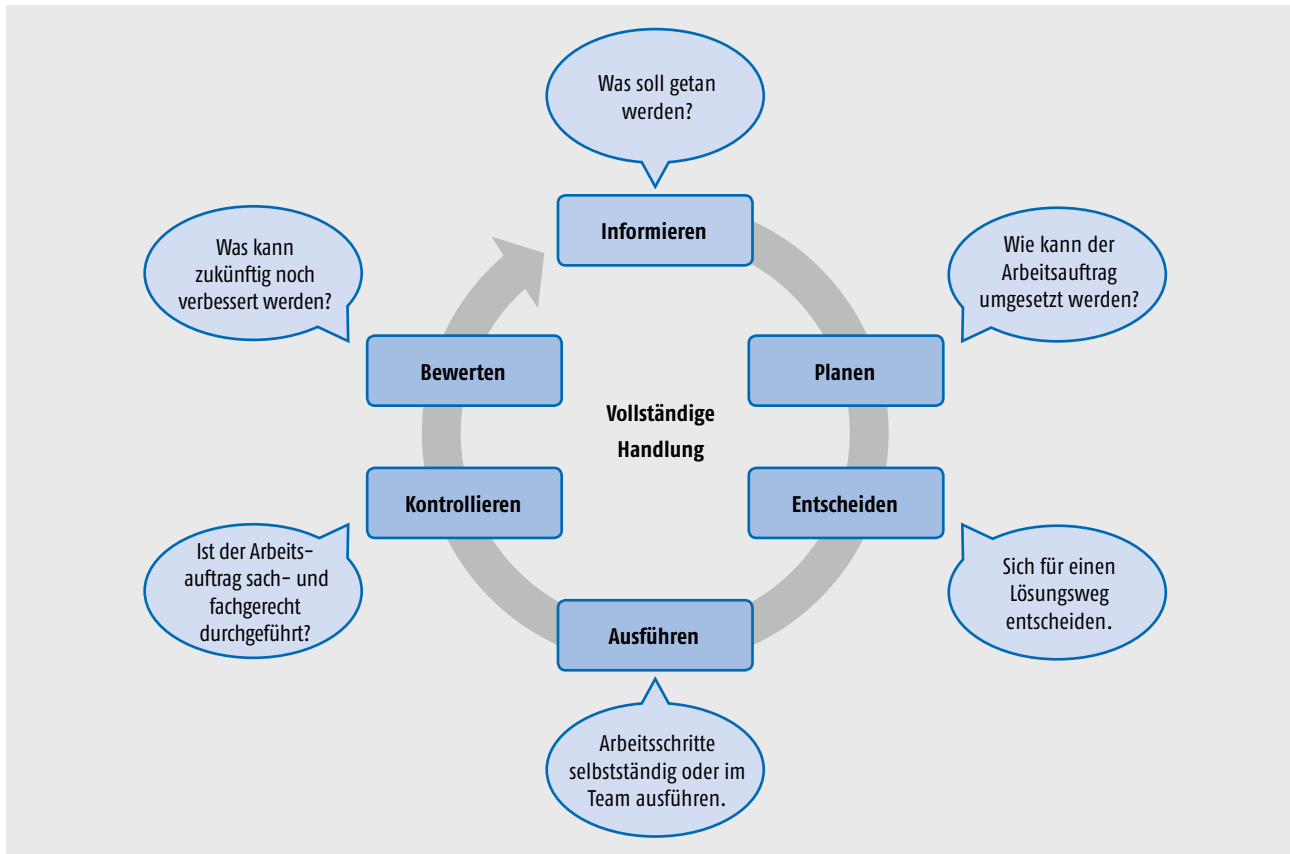 Was soll getan
werden?
Informieren
Wie kann der
Arbeitsauftrag
umgesetzt werden?
Planen
Entscheiden
Sich für einen
Lösungsweg
entscheiden.
Ausführen
Arbeitsschritte
selbstständig oder im
Team ausführen.
Kontrollieren
Ist der Arbeits-
auftrag sach- und
fachgerecht
durchgeführt?
Bewerten
Was kann
zukünftig noch
verbessert werden?
Vollständige
Handlung